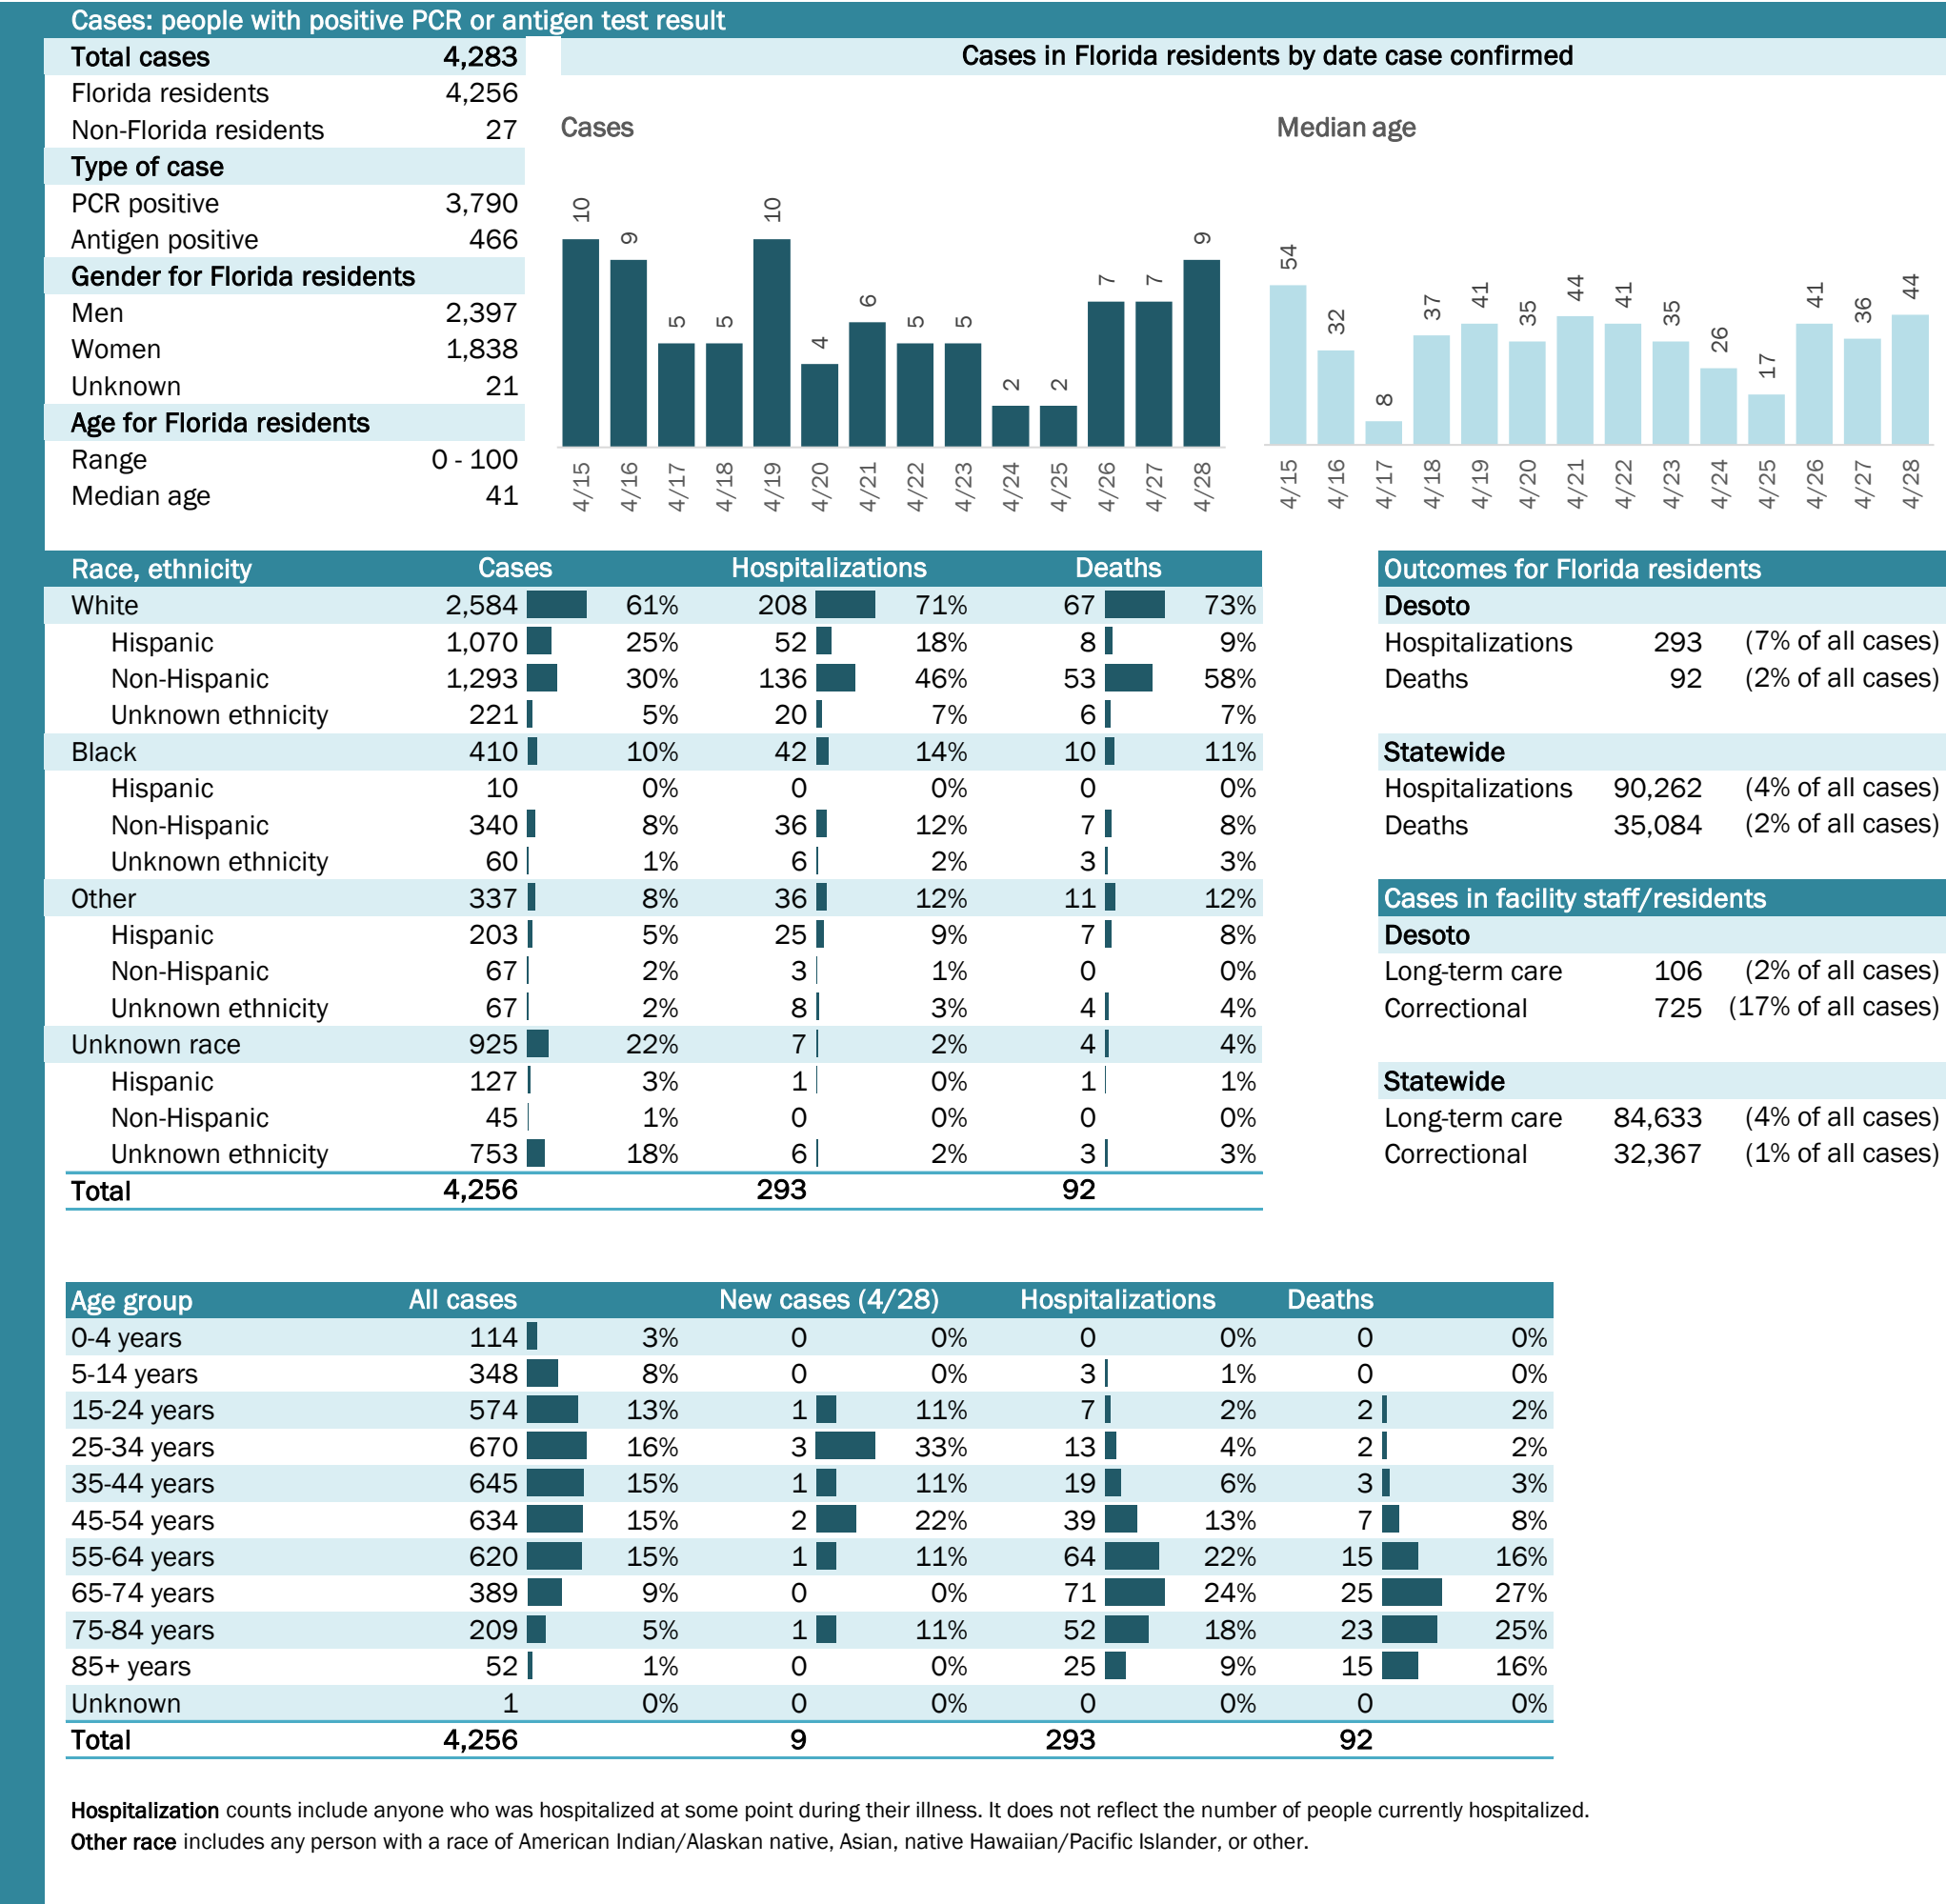 Cases: people with positive PCR or antigen test result
Total cases 4,283
Florida residents 4,256
Non-Florida residents 27
Type of case
PCR positive 3,790
Antigen positive 466
Gender for Florida residents
Men 2,397
Women 1,838
Unknown 21
Age for Florida residents
Range 0 - 100
Median age 41
Cases in Florida residents by date case confirmed
Cases
10 9 5 5 10 4 6 5 5 2 2 7 7 9
4/15 4/16 4/17 4/18 4/19 4/20 4/21 4/22 4/23 4/24 4/25 4/26 4/27 4/28
Median age
54 32 8 37 41 35 44 41 35 26 17 41 36 44
4/15 4/16 4/17 4/18 4/19 4/20 4/21 4/22 4/23 4/24 4/25 4/26 4/27 4/28
Race, ethnicity Cases Hospitalizations Deaths
White 2,584 61% 208 71% 67 73%
Hispanic 1,070 25% 52 18% 8 9%
Non-Hispanic 1,293 30% 136 46% 53 58%
Unknown ethnicity 221 5% 20 7% 6 7%
Black 410 10% 42 14% 10 11%
Hispanic 10 0% 0 0% 0 0%
Non-Hispanic 340 8% 36 12% 7 8%
Unknown ethnicity 60 1% 6 2% 3 3%
Other 337 8% 36 12% 11 12%
Hispanic 203 5% 25 9% 7 8%
Non-Hispanic 67 2% 3 1% 0 0%
Unknown ethnicity 67 2% 8 3% 4 4%
Unknown race 925 22% 7 2% 4 4%
Hispanic 127 3% 1 0% 1 1%
Non-Hispanic 45 1% 0 0% 0 0%
Unknown ethnicity 753 18% 6 2% 3 3%
Total 4,256 293 92
Outcomes for Florida residents
Desoto
Hospitalizations 293 (7% of all cases)
Deaths 92 (2% of all cases)
Statewide
Hospitalizations 90,262 (4% of all cases)
Deaths 35,084 (2% of all cases)
Cases in facility staff/residents
Desoto
Long-term care 106 (2% of all cases)
Correctional 725 (17% of all cases)
Statewide
Long-term care 84,633 (4% of all cases)
Correctional 32,367 (1% of all cases)
Age group All cases New cases (4/28) Hospitalizations Deaths
0-4 years 114 3% 0 0% 0 0% 0 0%
5-14 years 348 8% 0 0% 3 1% 0 0%
15-24 years 574 13% 1 11% 7 2% 2 2%
25-34 years 670 16% 3 33% 13 4% 2 2%
35-44 years 645 15% 1 11% 19 6% 3 3%
45-54 years 634 15% 2 22% 39 13% 7 8%
55-64 years 620 15% 1 11% 64 22% 15 16%
65-74 years 389 9% 0 0% 71 24% 25 27%
75-84 years 209 5% 1 11% 52 18% 23 25%
85+ years 52 1% 0 0% 25 9% 15 16%
Unknown 1 0% 0 0% 0 0% 0 0%
Total 4,256 9 293 92
Hospitalization counts include anyone who was hospitalized at some point during their illness. It does not reflect the number of people currently hospitalized.
Other race includes any person with a race of American Indian/Alaskan native, Asian, native Hawaiian/Pacific Islander, or other.